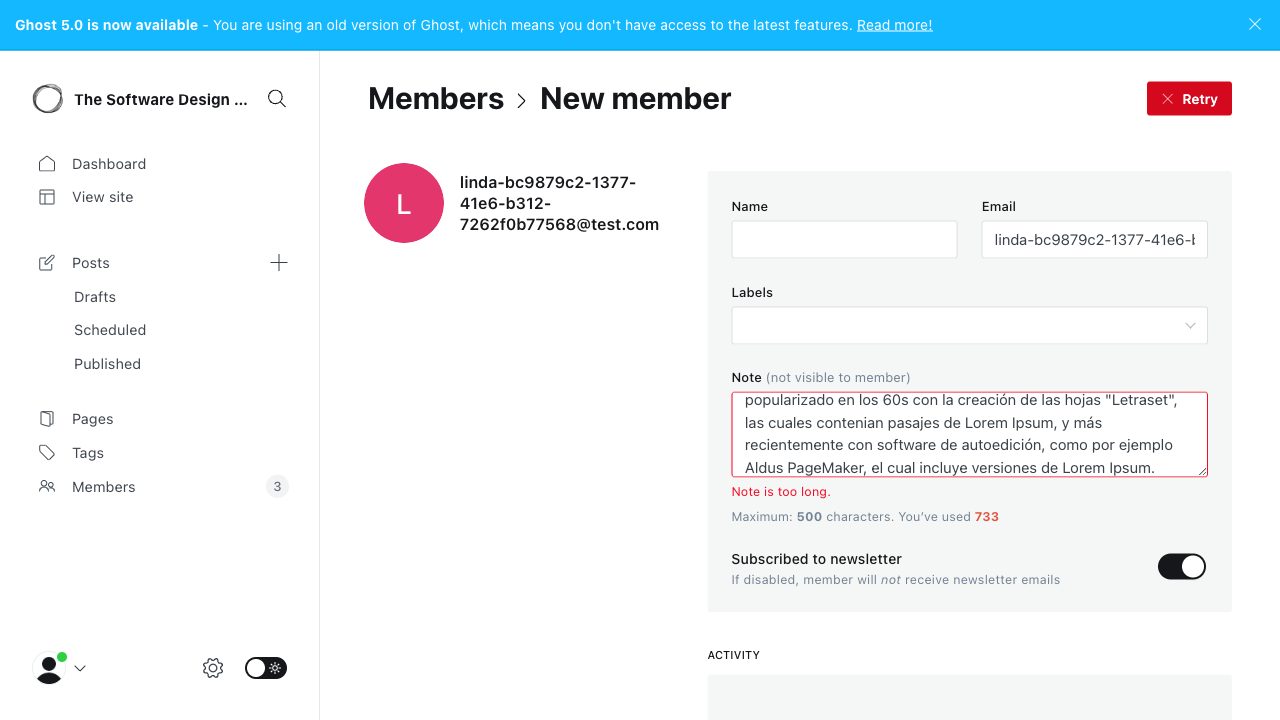 Ghost 5.0 is now available - You are using an old version of Ghost, which means you don't have access to the latest features. Read more!
The Software Design ...
Dashboard
View site
Posts
Drafts
Scheduled
Published
Pages
Tags
Members
3
Members > New member
Retry
L
linda-bc9879c2-1377-
41e6-b312-
7262f0b77568@test.com
Name
Email
linda-bc9879c2-1377-41e6-b
Labels
Note (not visible to member)
popularizado en los 60s con la creación de las hojas "Letraset",
las cuales contenian pasajes de Lorem Ipsum, y más
recientemente con software de autoedición, como por ejemplo
Aldus PageMaker, el cual incluye versiones de Lorem Ipsum.
Note is too long.
Maximum: 500 characters. You've used 733
Subscribed to newsletter
If disabled, member will not receive newsletter emails
ACTIVITY